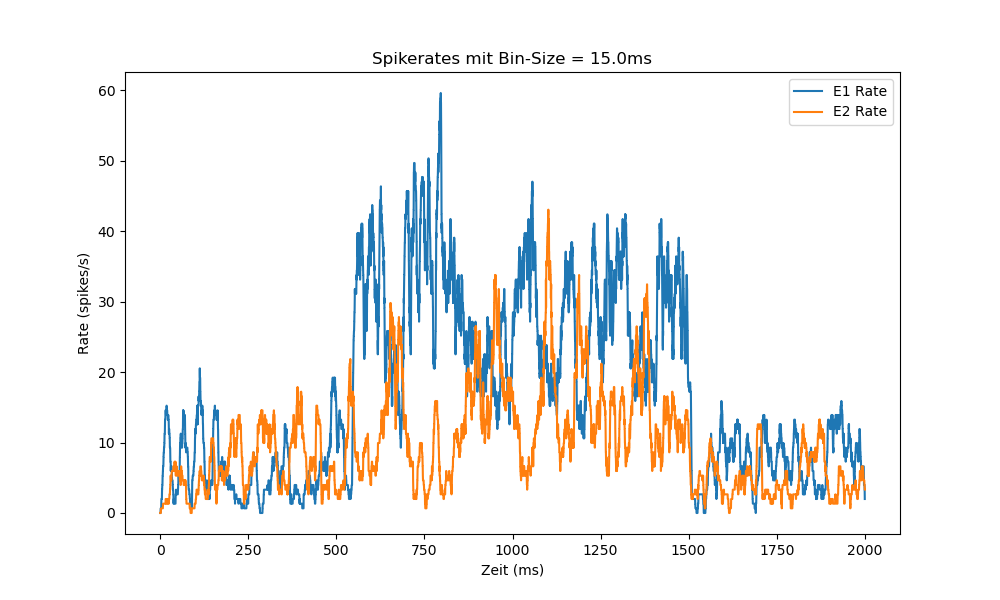 Spikerates mit Bin-Size = 15.0ms
E1 Rate
E2 Rate
Rate (spikes/s)
60
50
40
30
20
10
0
0 250 500 750 1000 1250 1500 1750 2000
Zeit (ms)